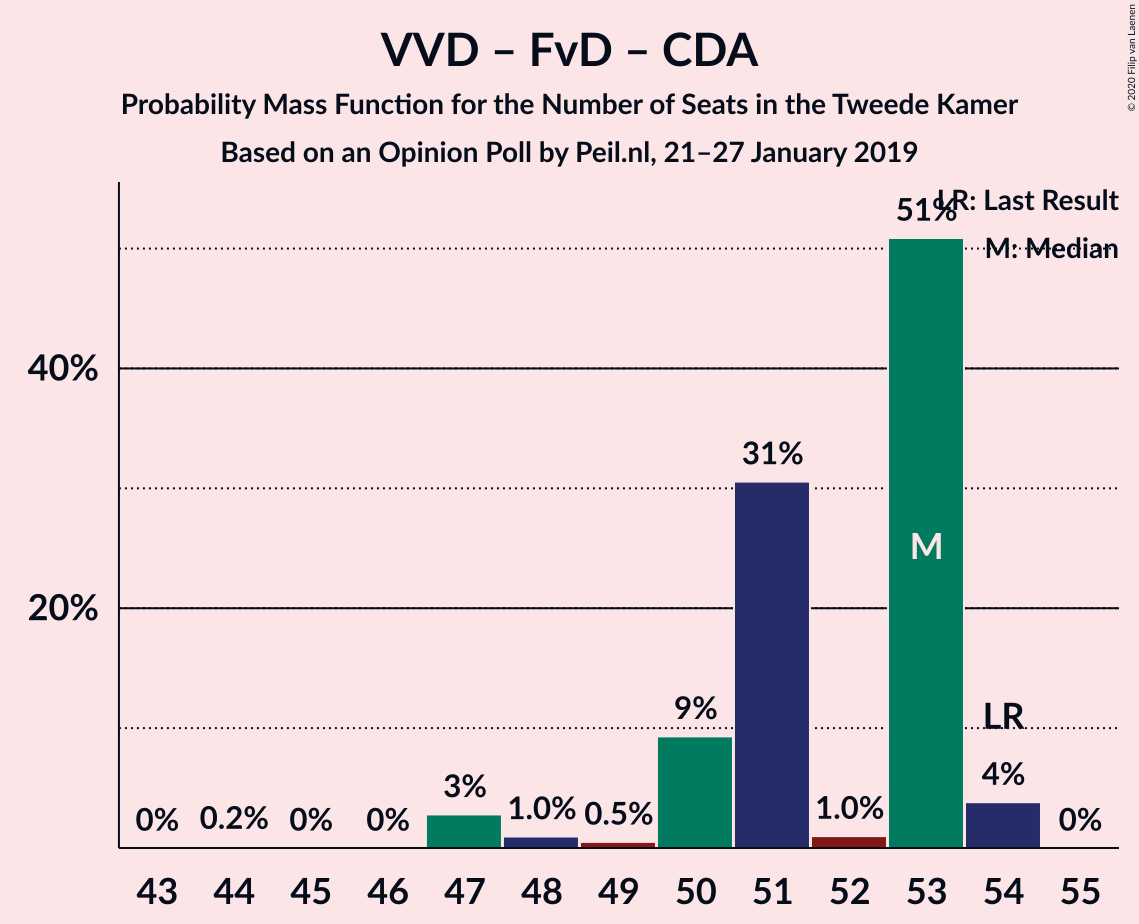 VVD – FvD – CDA
Probability Mass Function for the Number of Seats in the Tweede Kamer
Based on an Opinion Poll by Peil.nl, 21–27 January 2019
© 2020 Filip van Laenen
LR: Last Result
M: Median
51%
40%
31%
M
20%
9%
LR
3%
4%
0%
0.2%
0%
0%
1.0%
0.5%
1.0%
0%
43 44 45 46 47 48 49 50 51 52 53 54 55